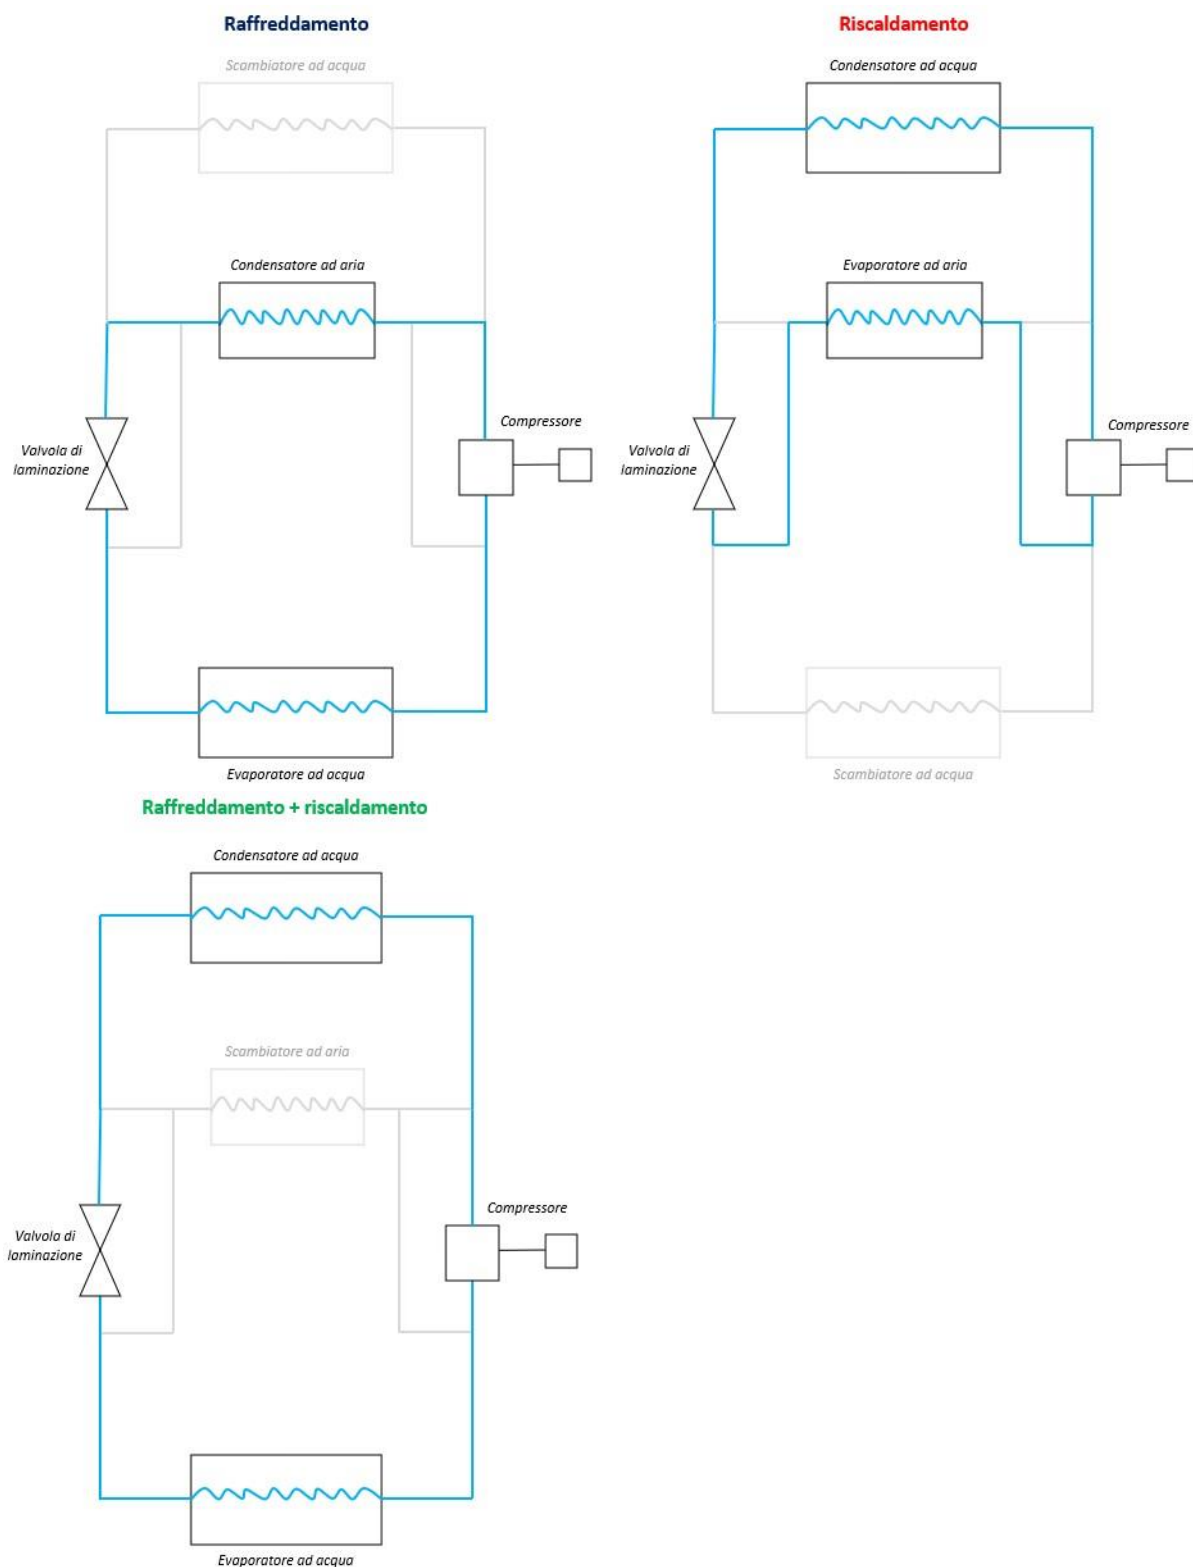 Raffreddamento
Scambiatore ad acqua
Condensatore ad aria
Compressore
Valvola di
laminazione
Evaporatore ad acqua
Riscaldamento
Condensatore ad acqua
Evaporatore ad aria
Compressore
Valvola di
laminazione
Scambiatore ad acqua
Raffreddamento + riscaldamento
Condensatore ad acqua
Scambiatore ad aria
Compressore
Valvola di
laminazione
Evaporatore ad acqua